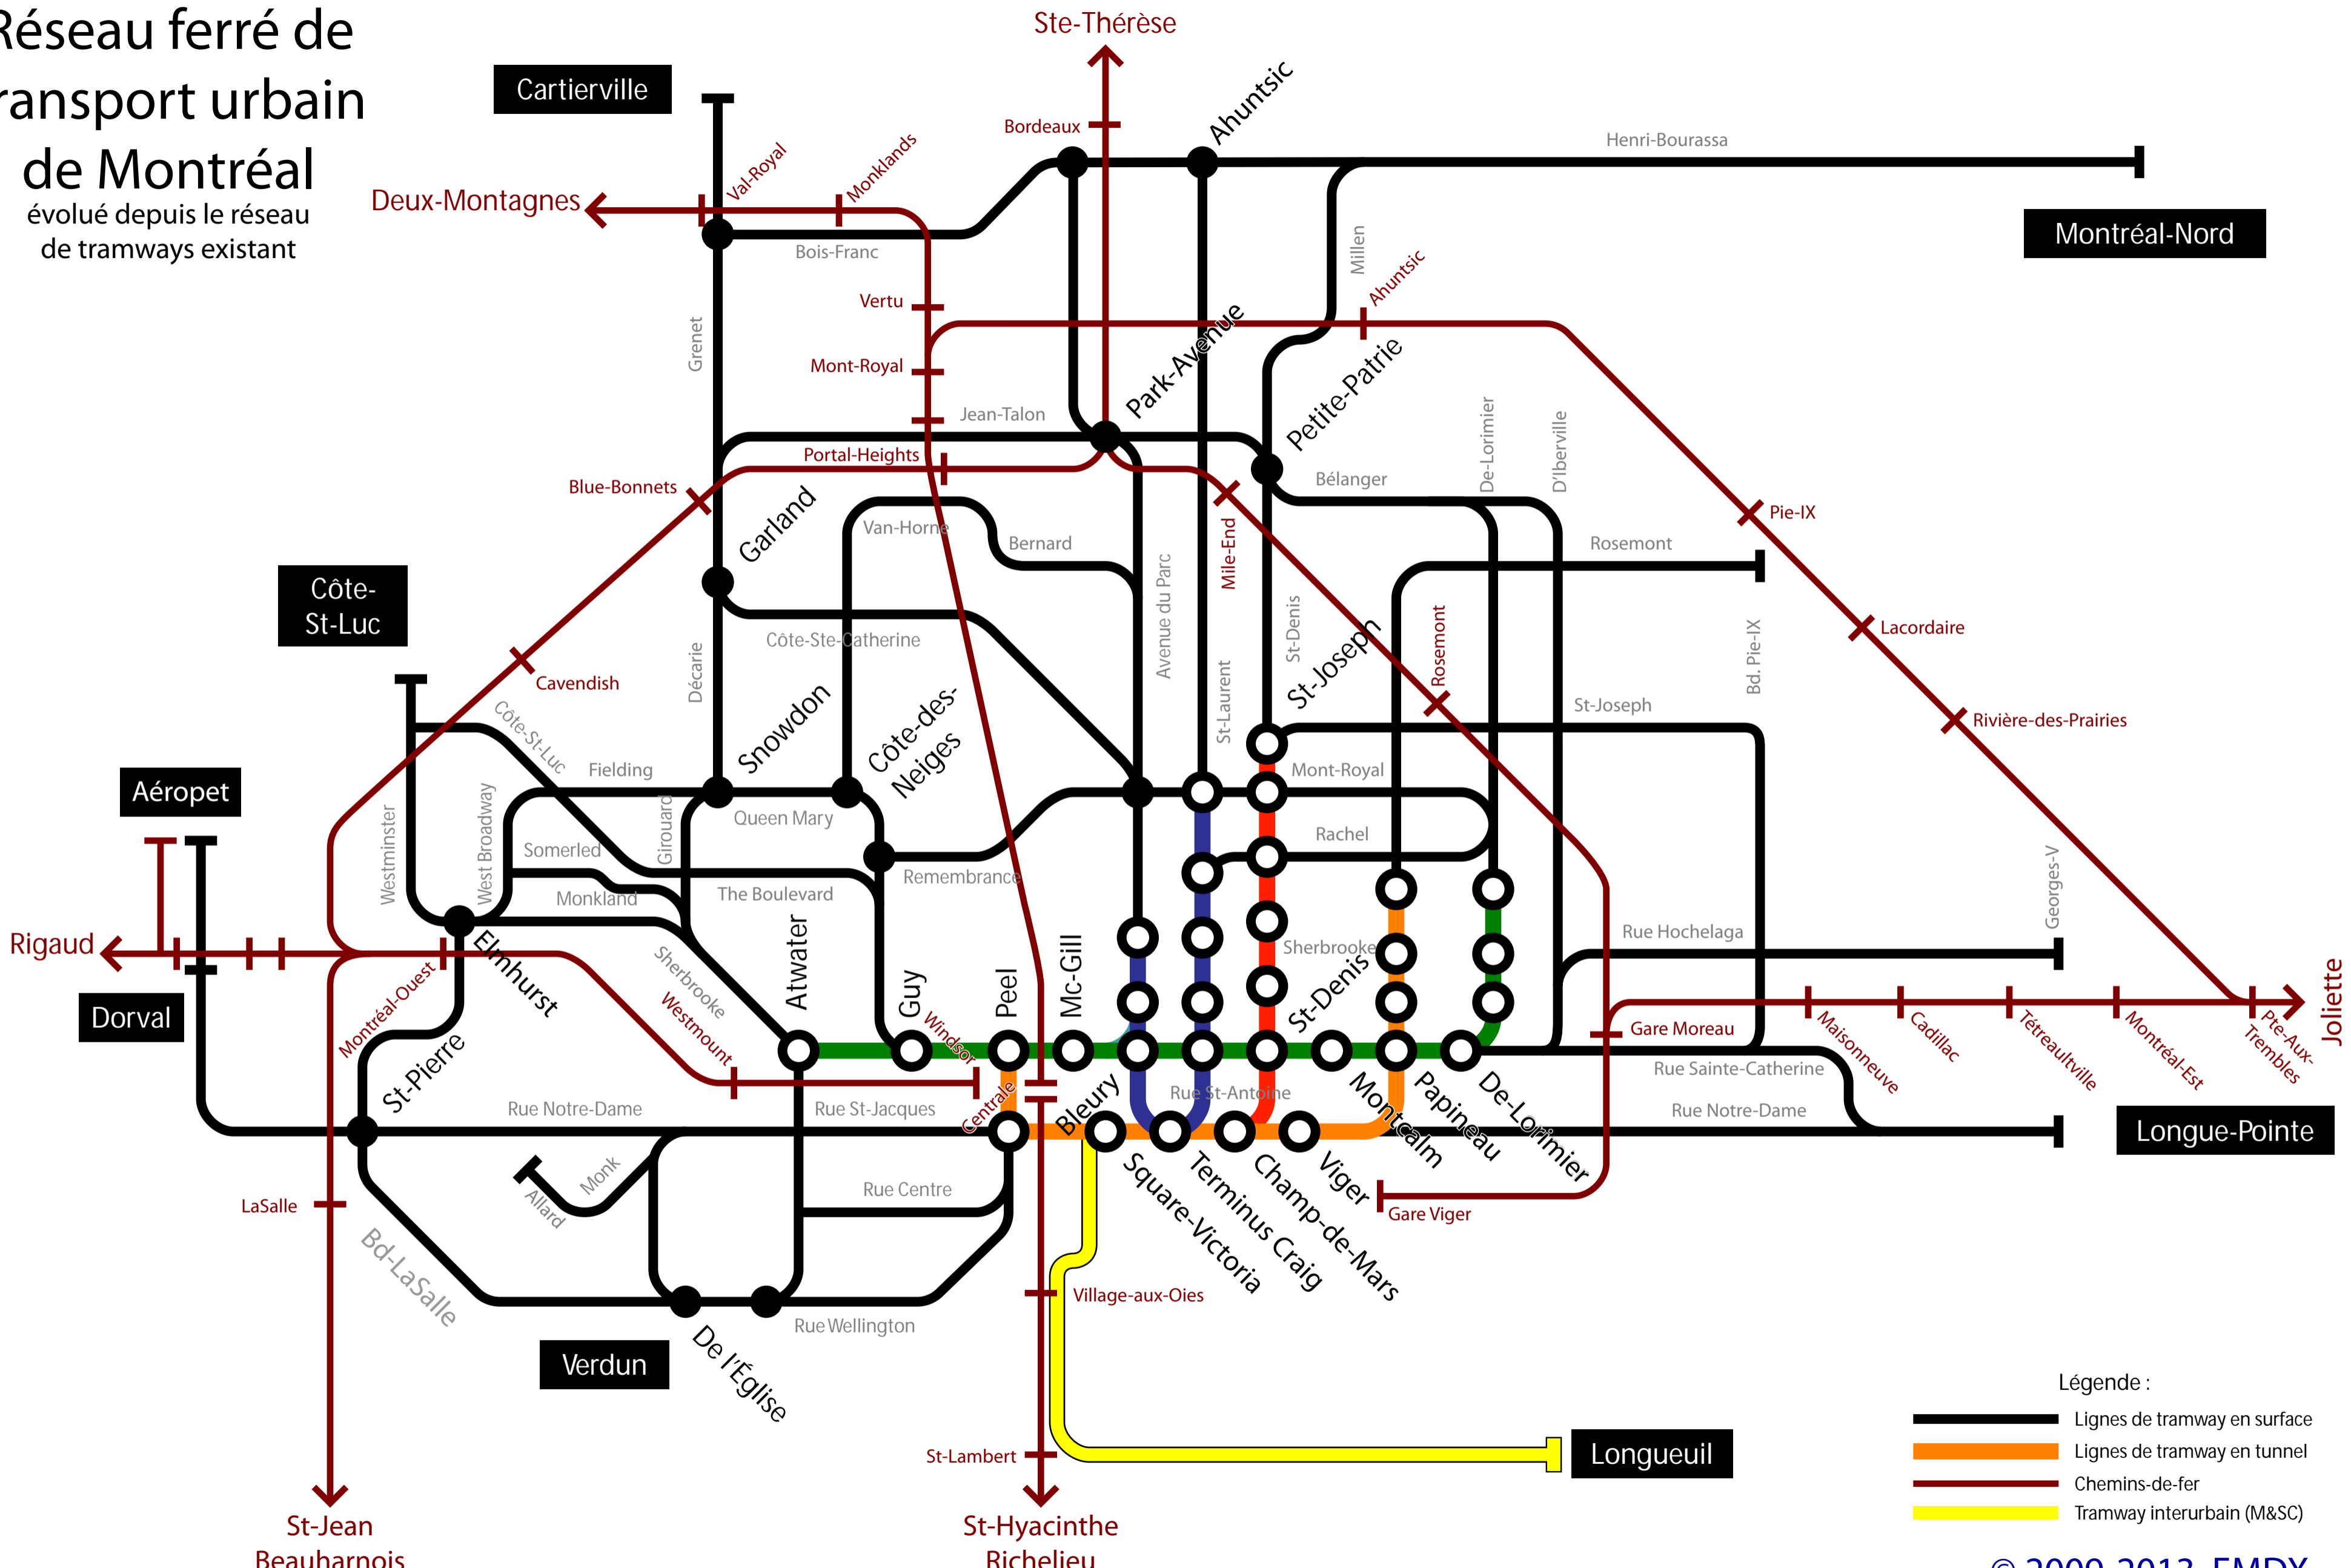 Réseau ferré de
ransport urbain
de Montréal
évolué depuis le réseau
de tramways existant
Ste-Thérèse
Cartierville
Bordeaux
Ahuntsic
Henri-Bourassa
Val-Royal
Monklands
Deux-Montagnes
Montréal-Nord
Bois-Franc
Millen
Ahuntsic
Vertu
Grenet
Mont-Royal
Park-Avenue
Petite-Patrie
Jean-Talon
De-Lorimier
D'Iberville
Portal-Heights
Blue-Bonnets
Bélanger
Pie-IX
Garland
Van-Horne
Bernard
Mile-End
Rosemont
Avenue du Parc
Côte-
St-Luc
St-Denis
Rosemont
Lacordaire
Côte-Ste-Catherine
Décarie
Bd. Pie-IX
Cavendish
St-Joseph
St-Laurent
Côte-St-Luc
Snowdon
Côte-des-
Neiges
St-Joseph
Rivière-des-Prairies
Aéropet
Fielding
Mont-Royal
Westminster
West Broadway
Girouard
Queen Mary
Somerled
Rachel
Georges-V
Monkland
The Boulevard
Remembrance
Rigaud
Elmhurst
Sherbrooke
Atwater
Guy
Peel
Mc-Gill
Sherbrooke
St-Denis
Rue Hochelaga
Joliette
Dorval
Montréal-Ouest
Westmount
Windsor
Gare Moreau
Maisonneuve
Cadillac
Tétreaultville
Montréal-Est
Pte-Aux-
Trembles
St-Pierre
Rue Sainte-Catherine
Rue Notre-Dame
Rue St-Jacques
Centrale
Bleury
Rue St-Antoine
Montcalm
Papineau
De-Lorimier
Rue Notre-Dame
Longue-Pointe
Allard
Monk
Rue Centre
Square-Victoria
Terminus Craig
Champ-de-Mars
Viger
Gare Viger
LaSalle
Bd-LaSalle
Village-aux-Oies
Rue Wellington
Verdun
De l'Église
Longueuil
St-Lambert
St-Jean
Beauharnois
St-Hyacinthe
Richelieu
Légende :
Lignes de tramway en surface
Lignes de tramway en tunnel
Chemins-de-fer
Tramway interurbain (M&SC)
© 2009-2013, EMDX